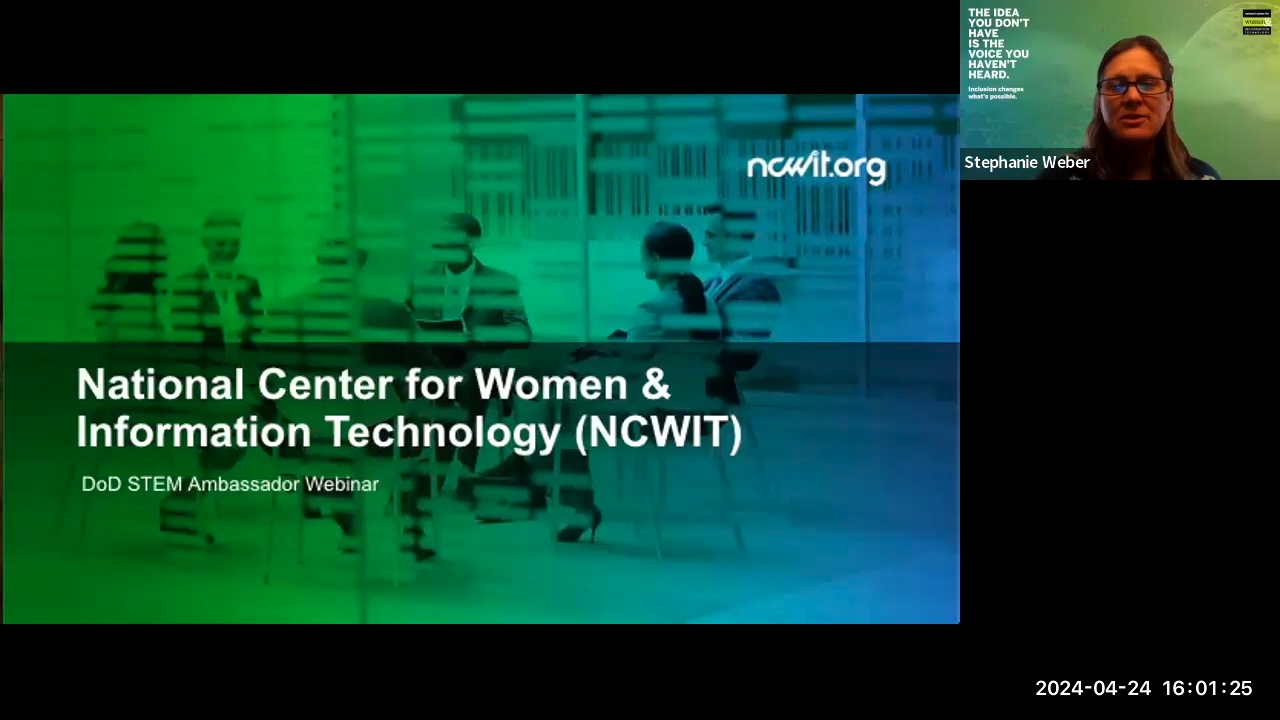 ncwit.org
National Center for Women &
Information Technology (NCWIT)
DoD STEM Ambassador Webinar
THE IDEA
YOU DON'T
HAVE
IS THE
VOICE YOU
HAVEN'T
HEARD.
Inclusion changes
what's possible.
Stephanie Weber
2024-04-24 16:01:25